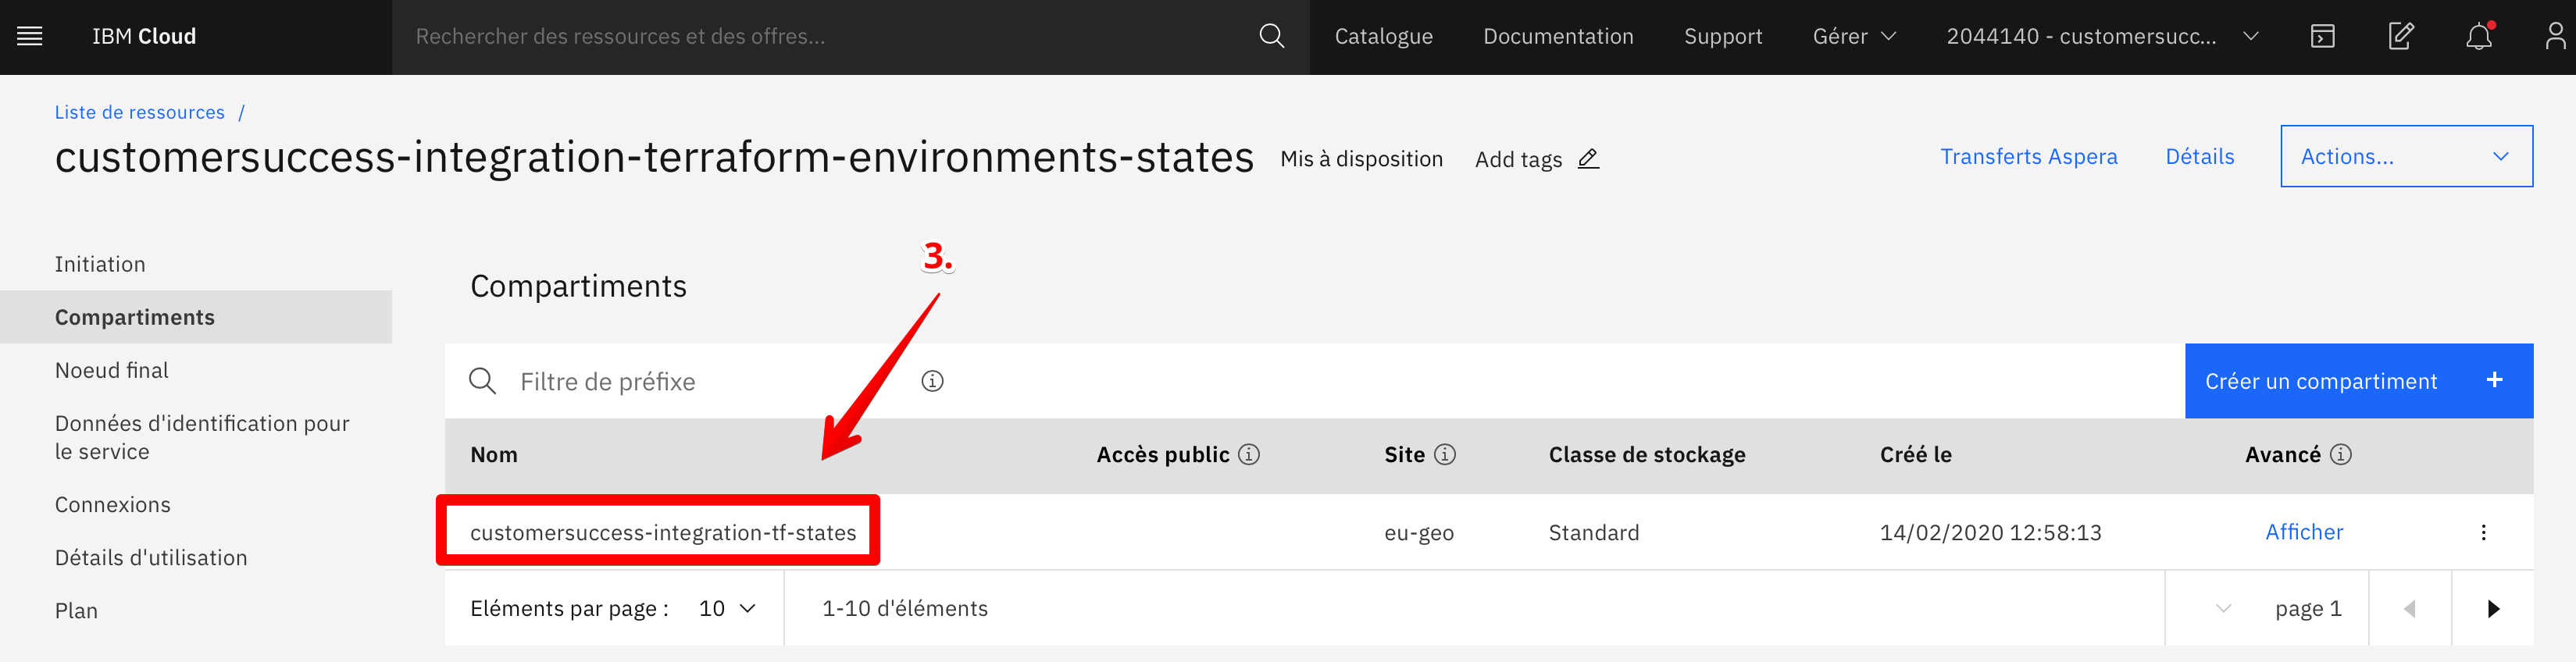 IBM Cloud
Rechercher des ressources et des offres...
Catalogue
Documentation
Support
Gérer
2044140 - customersucc...
Liste de ressources /
customersuccess-integration-terraform-environments-states
Mis à disposition
Add tags
Transferts Aspera
Détails
Actions...
Initiation
Compartiments
Noeud final
Données d'identification pour
le service
Connexions
Détails d'utilisation
Plan
3.
Compartiments
Filtre de préfixe
Créer un compartiment +
Nom
Accès public
Site
Classe de stockage
Créé le
Avancé
customersuccess-integration-tf-states
eu-geo
Standard
14/02/2020 12:58:13
Afficher
Eléments par page : 10
1-10 d'éléments
page 1